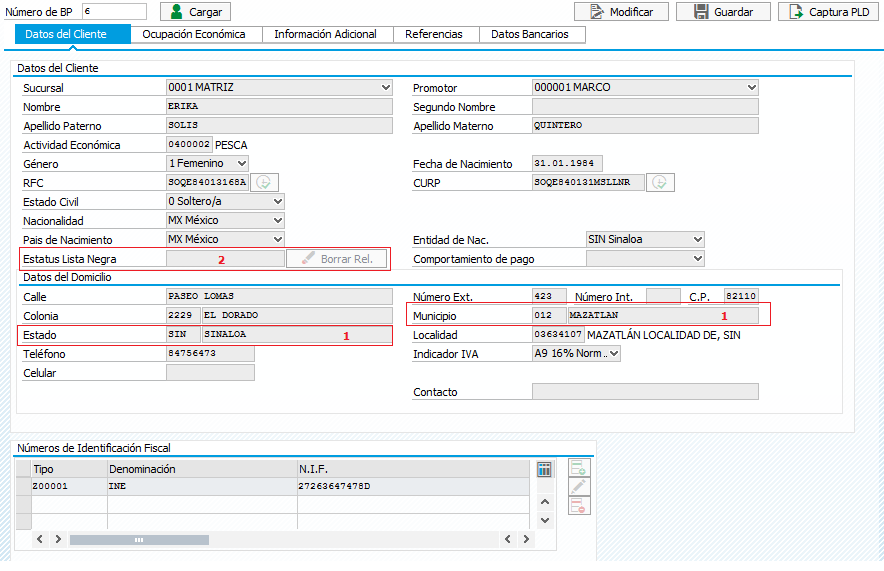 Número de BP 6 Cargar Modificar Guardar Captura PLD
Datos del Cliente Ocupación Económica Información Adicional Referencias Datos Bancarios
Datos del Cliente
Sucursal 0001 MATRIZ Promotor 000001 MARCO
Nombre ERIKA Segundo Nombre
Apellido Paterno SOLIS Apellido Materno QUINTERO
Actividad Económica 0400002 PESCA
Género 1 Femenino Fecha de Nacimiento 31.01.1984
RFC SOQE84013168A CURP SOQE840131MSLLNR
Estado Civil 0 Soltero/a
Nacionalidad MX México
Pais de Nacimiento MX México Entidad de Nac. SIN Sinaloa
Estatus Lista Negra 2 Borrar Rel. Comportamiento de pago
Datos del Domicilio
Calle PASEO LOMAS Número Ext. 423 Número Int. C.P. 82110
Colonia 2229 EL DORADO Municipio 012 MAZATLAN 1
Estado SIN SINALOA 1 Localidad 03634107 MAZATLÁN LOCALIDAD DE, SIN
Teléfono 84756473 Indicador IVA A9 16% Norm ..
Celular
Contacto
Números de Identificación Fiscal
Tipo Denominación N.I.F.
Z00001 INE 27263647478D